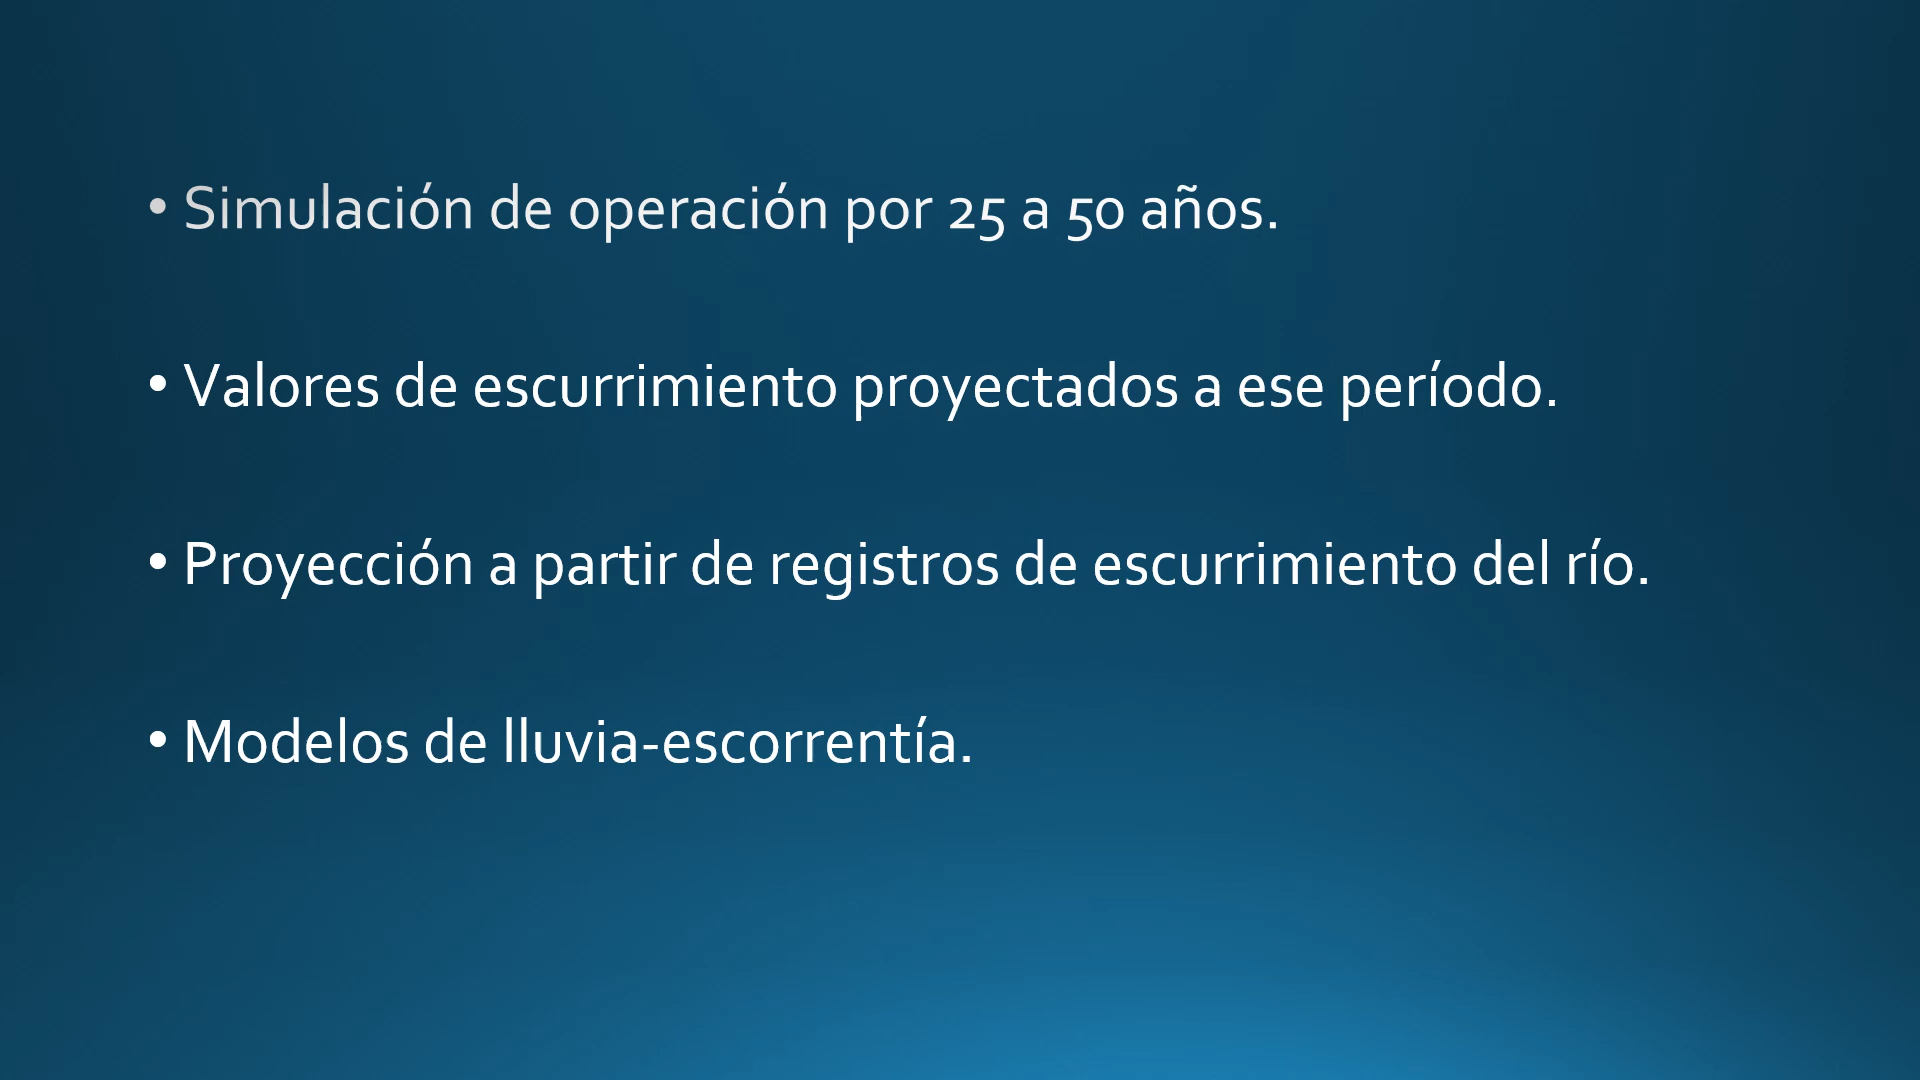 • Simulación de operación por 25 a 50 años.
• Valores de escurrimiento proyectados a ese período.
• Proyección a partir de registros de escurrimiento del río.
• Modelos de lluvia-escorrentía.